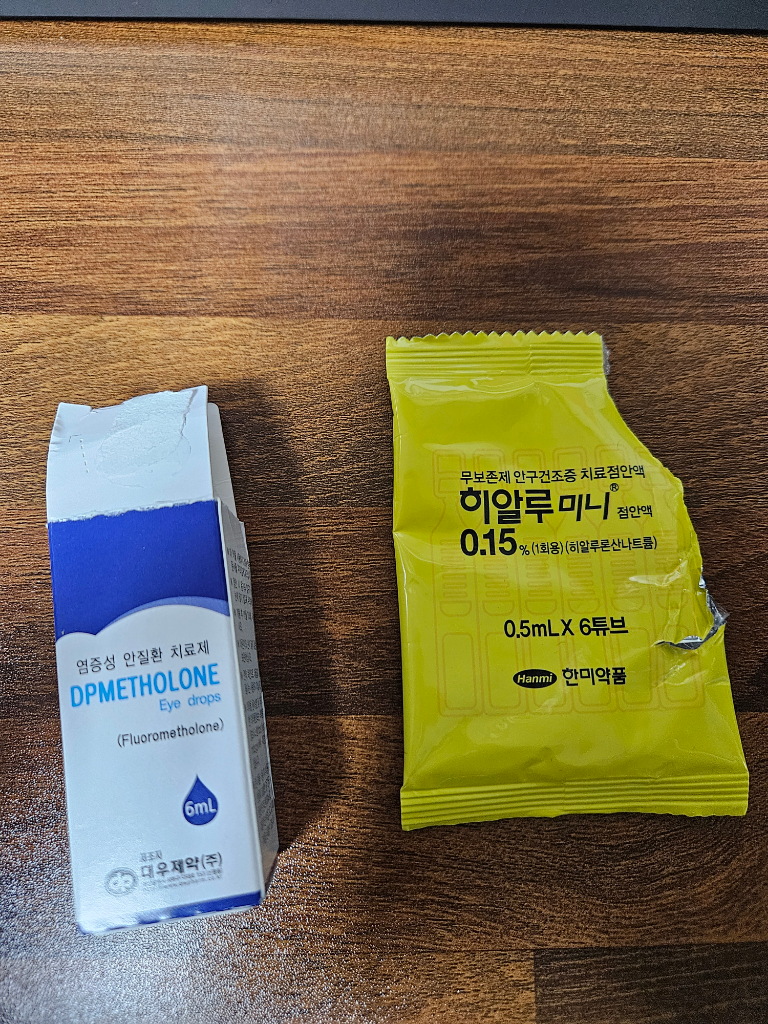 염증성 안질환 치료제
DPMETHOLONE
Eye drops
(Fluorometholone)
6mL
제조자
대우제약(주)
무보존제 안구건조증 치료점안액
히알루 미니® 점안액
0.15% (1회용) (히알루론산나트륨)
0.5mL X 6튜브
Hanmi 한미약품